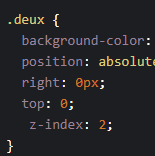 .deux {
background-color:
position: absolute
right: 0px;
top: 0;
z-index: 2;
}